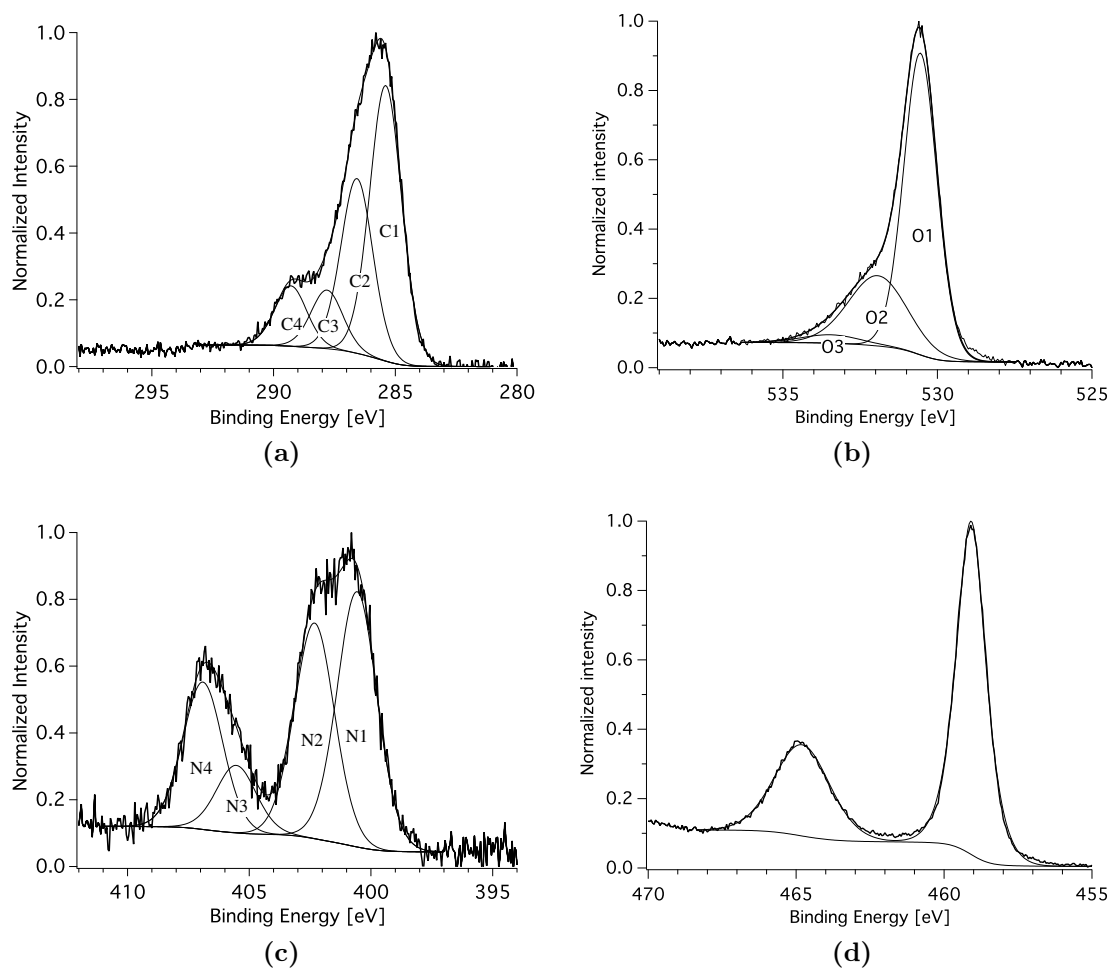 1.0
0.8
0.6
0.4
0.2
0.0
Normalized Intensity
C1
C2
C3
C4
295 290 285 280
Binding Energy [eV]
(a)
1.0
0.8
0.6
0.4
0.2
0.0
Normalized intensity
O1
O2
O3
535 530 525
Binding Energy [eV]
(b)
1.0
0.8
0.6
0.4
0.2
0.0
Normalized Intensity
N4
N3
N2
N1
410 405 400 395
Binding Energy [eV]
(c)
1.0
0.8
0.6
0.4
0.2
0.0
Normalized intensity
470 465 460 455
Binding Energy [eV]
(d)